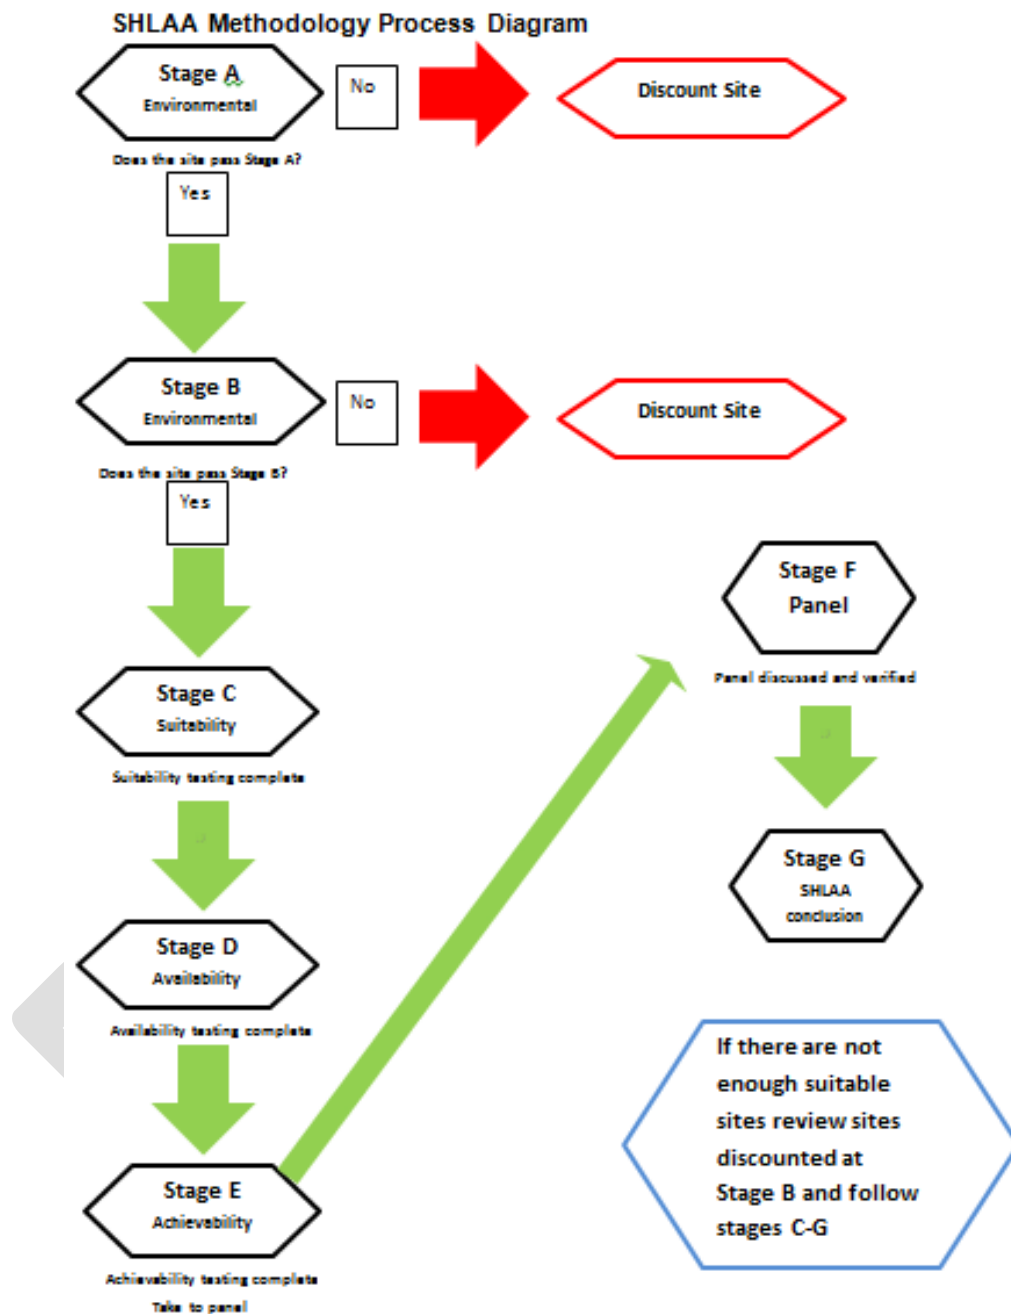 SHLAA Methodology Process Diagram
Stage A
Environmental
No
Discount Site
Does the site pass Stage A?
Yes
Stage B
Environmental
No
Discount Site
Does the site pass Stage B?
Yes
Stage C
Suitability
Suitability testing complete
Stage D
Availability
Availability testing complete
Stage E
Achievability
Achievability testing complete
Take to panel
Stage F
Panel
Panel discussed and verified
Stage G
SHLAA
conclusion
If there are not
enough suitable
sites review sites
discounted at
Stage B and follow
stages C-G